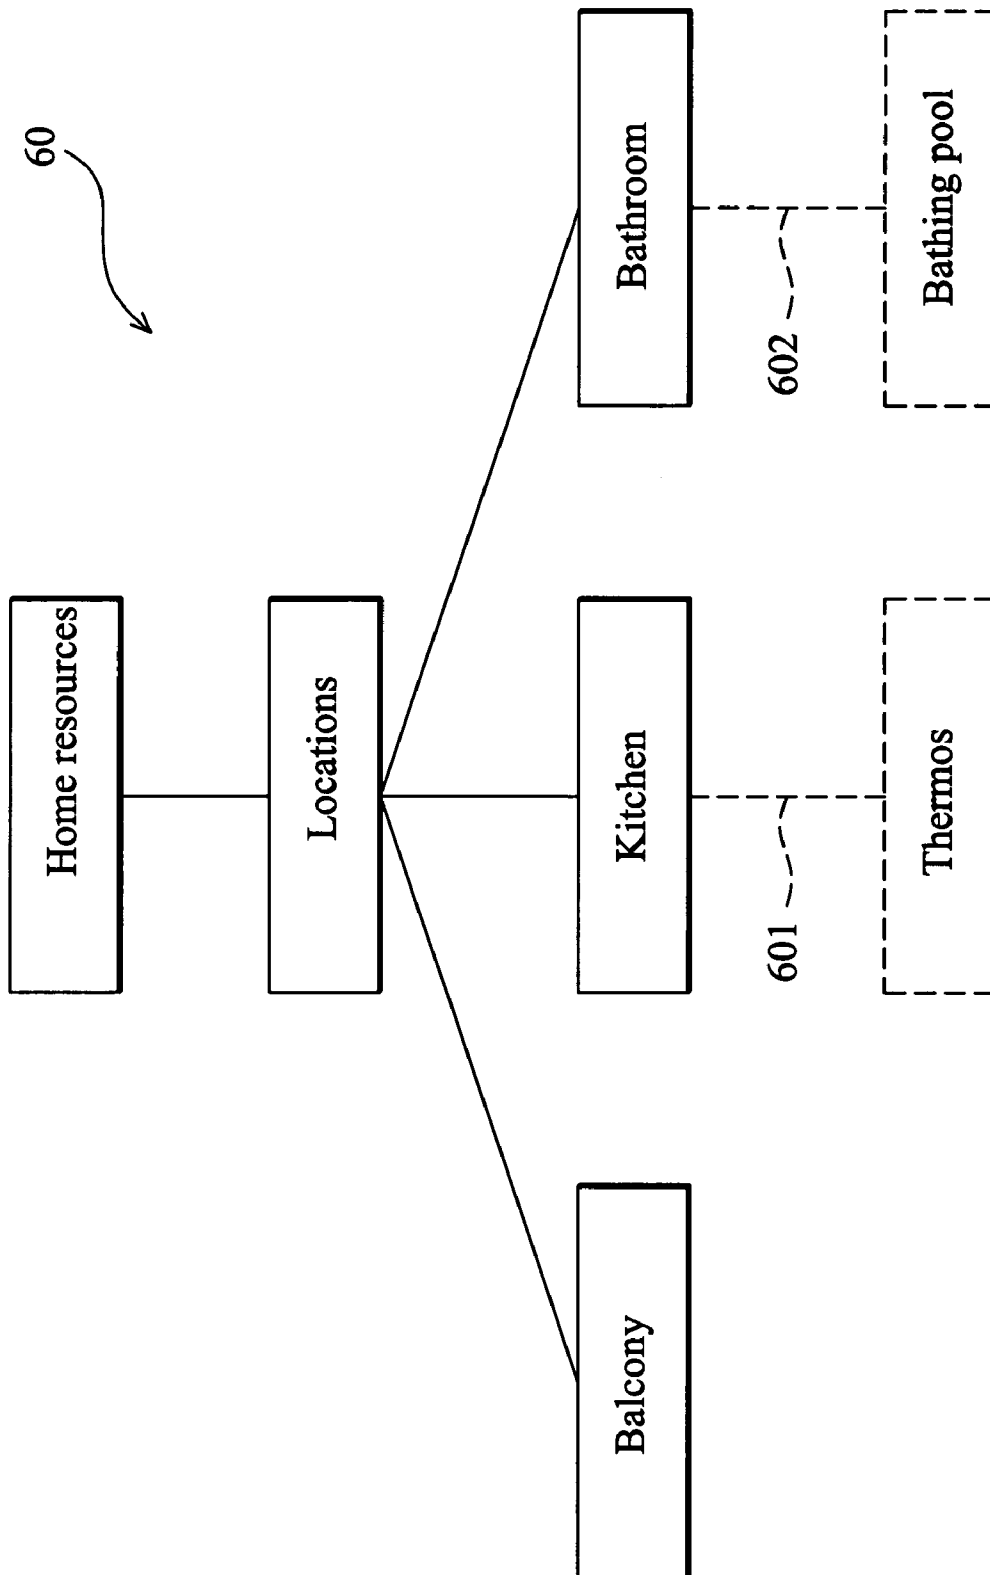 60
Home resources
Locations
Balcony
Kitchen
Bathroom
601
602
Thermos
Bathing pool